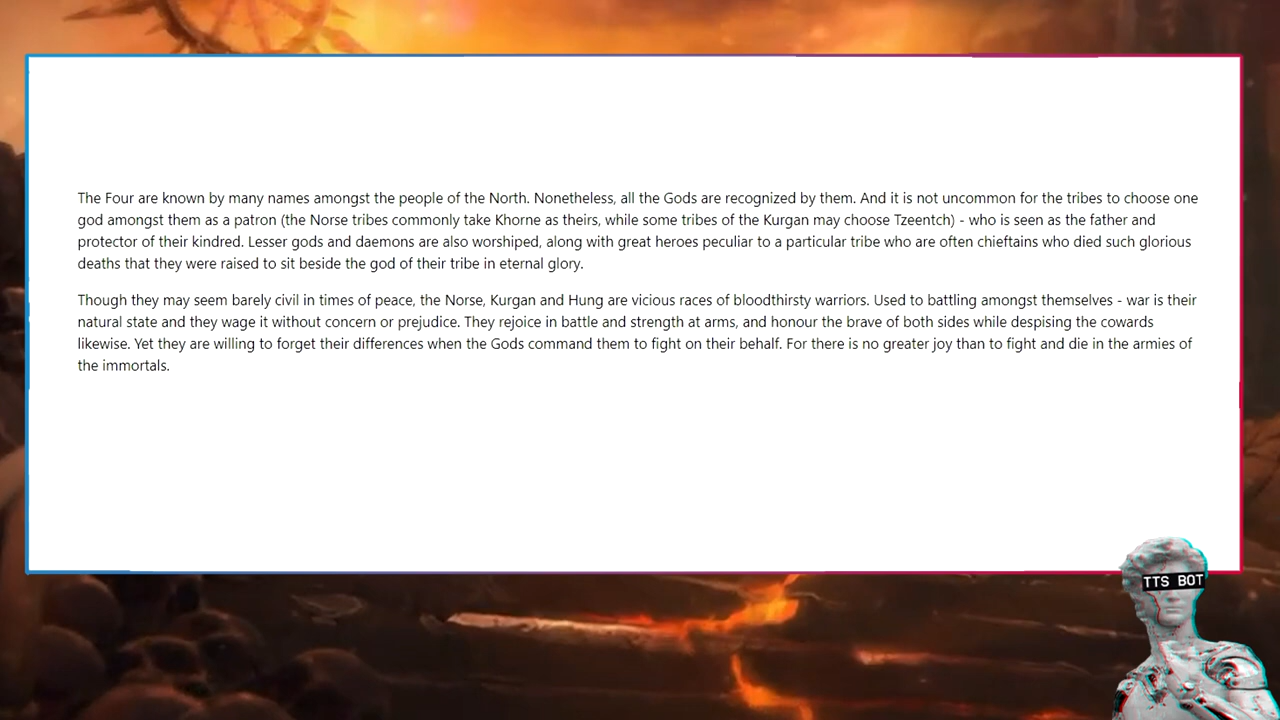 The Four are known by many names amongst the people of the North. Nonetheless, all the Gods are recognized by them. And it is not uncommon for the tribes to choose one
god amongst them as a patron (the Norse tribes commonly take Khorne as theirs, while some tribes of the Kurgan may choose Tzeentch) - who is seen as the father and
protector of their kindred. Lesser gods and daemons are also worshiped, along with great heroes peculiar to a particular tribe who are often chieftains who died such glorious
deaths that they were raised to sit beside the god of their tribe in eternal glory.
Though they may seem barely civil in times of peace, the Norse, Kurgan and Hung are vicious races of bloodthirsty warriors. Used to battling amongst themselves - war is their
natural state and they wage it without concern or prejudice. They rejoice in battle and strength at arms, and honour the brave of both sides while despising the cowards
likewise. Yet they are willing to forget their differences when the Gods command them to fight on their behalf. For there is no greater joy than to fight and die in the armies of
the immortals.
TTS BOT